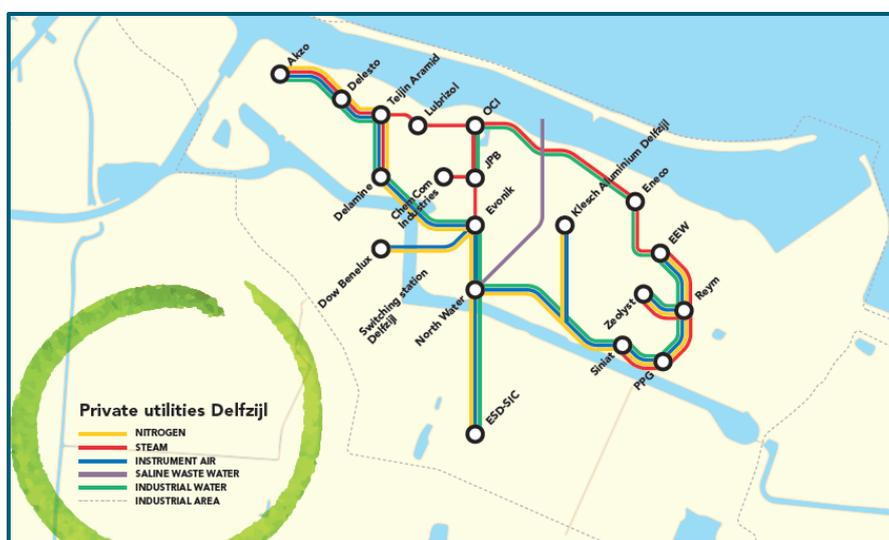 Akzo
Delesto
Teijin Aramid
Lubrizol
OCI
JPB
ChemCom
Industries
Delamine
Evonik
Klesch Aluminium Delfzijl
Eneco
EEW
Reym
Zeolyst
Dow Benelux
Switching station
Delfzijl
North Water
Siniat
PPG
ESD-SIC
Private utilities Delfzijl
NITROGEN
STEAM
INSTRUMENT AIR
SALINE WASTE WATER
INDUSTRIAL WATER
INDUSTRIAL AREA